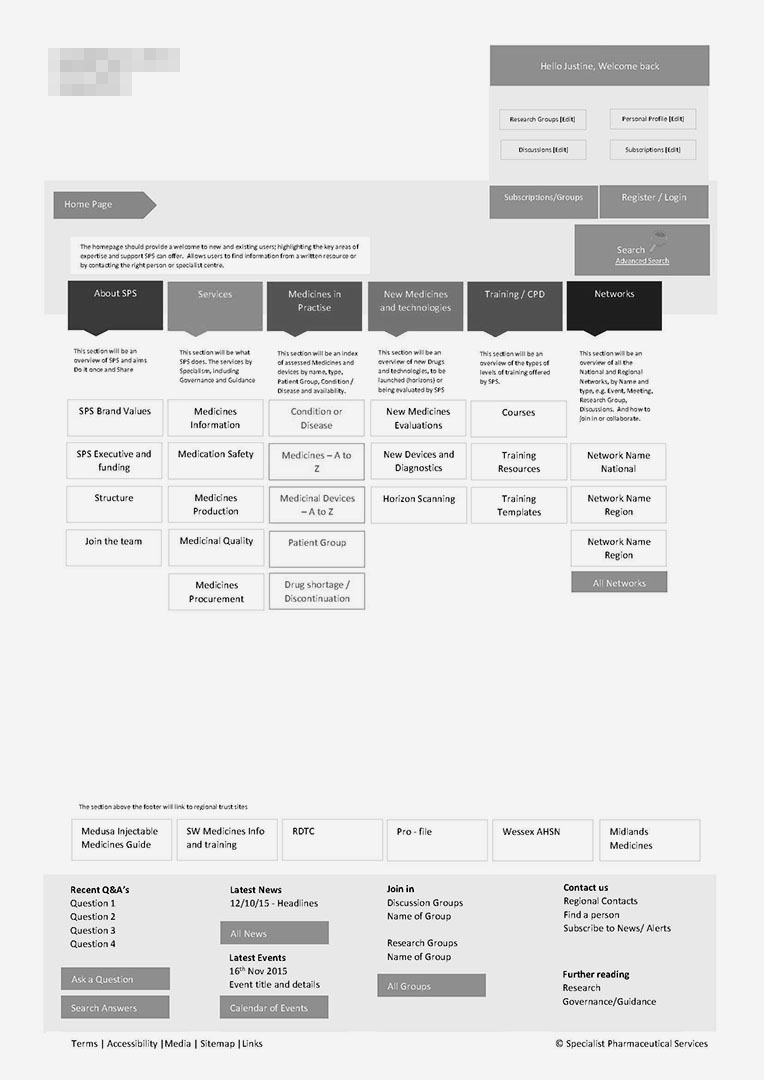 Hello Justine, Welcome back
Research Groups [Edit]
Personal Profile [Edit]
Discussions [Edit]
Subscriptions [Edit]
Home Page
Subscriptions/Groups
Register / Login
The homepage should provide a welcome to new and existing users; highlighting the key areas of
expertise and support SPS can offer. Allows users to find information from a written resource or
by contacting the right person or specialist centre.
Search
Advanced Search
About SPS
Services
Medicines in
Practise
New Medicines
and technologies
Training / CPD
Networks
This section will be an
overview of SPS and aims
Do it once and Share
This section will be what
SPS does. The services by
Specialism, including
Governance and Guidance
This section will be an index
of assessed Medicines and
devices by name, type,
Patient Group, Condition /
Disease and availability.
This section will be an
overview of new Drugs
and technologies, to be
launched (horizons) or
being evaluated by SPS
This section will be an
overview of the types of
levels of training offered
by SPS.
This section will be an
overview of all the
National and Regional
Networks, by Name and
type, e.g. Event, Meeting,
Research Group,
Discussions. And how to
join in or collaborate.
SPS Brand Values
SPS Executive and
funding
Structure
Join the team
Medicines
Information
Medication Safety
Medicines
Production
Medicinal Quality
Medicines
Procurement
Condition or
Disease
Medicines – A to
Z
Medicinal Devices
– A to Z
Patient Group
Drug shortage /
Discontinuation
New Medicines
Evaluations
New Devices and
Diagnostics
Horizon Scanning
Courses
Training
Resources
Training
Templates
Network Name
National
Network Name
Region
Network Name
Region
All Networks
The section above the footer will link to regional trust sites
Medusa Injectable
Medicines Guide
SW Medicines Info
and training
RDTC
Pro - file
Wessex AHSN
Midlands
Medicines
Recent Q&A's
Question 1
Question 2
Question 3
Question 4
Ask a Question
Search Answers
Latest News
12/10/15 - Headlines
All News
Latest Events
16th Nov 2015
Event title and details
Calendar of Events
Join in
Discussion Groups
Name of Group
Research Groups
Name of Group
All Groups
Contact us
Regional Contacts
Find a person
Subscribe to News/ Alerts
Further reading
Research
Governance/Guidance
Terms | Accessibility |Media | Sitemap |Links
© Specialist Pharmaceutical Services